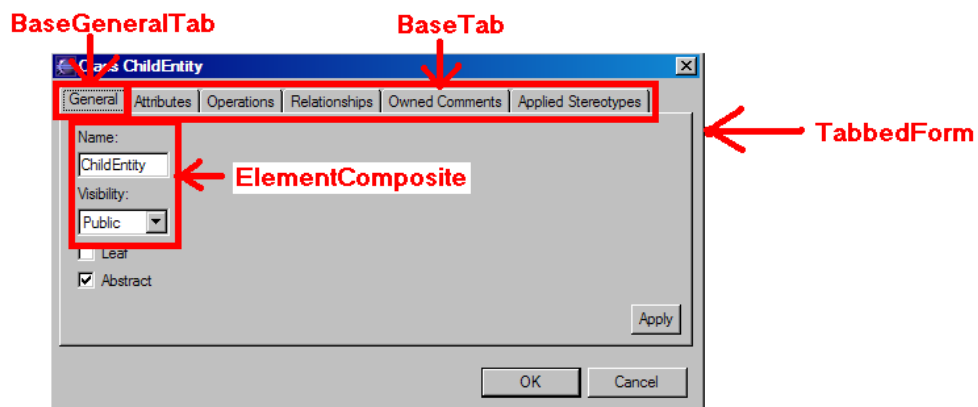 BaseGeneralTab
BaseTab
Class ChildEntity
General Attributes Operations Relationships Owned Comments Applied Stereotypes
TabbedForm
Name:
ChildEntity
ElementComposite
Visibility:
Public
Leaf
Abstract
Apply
OK Cancel